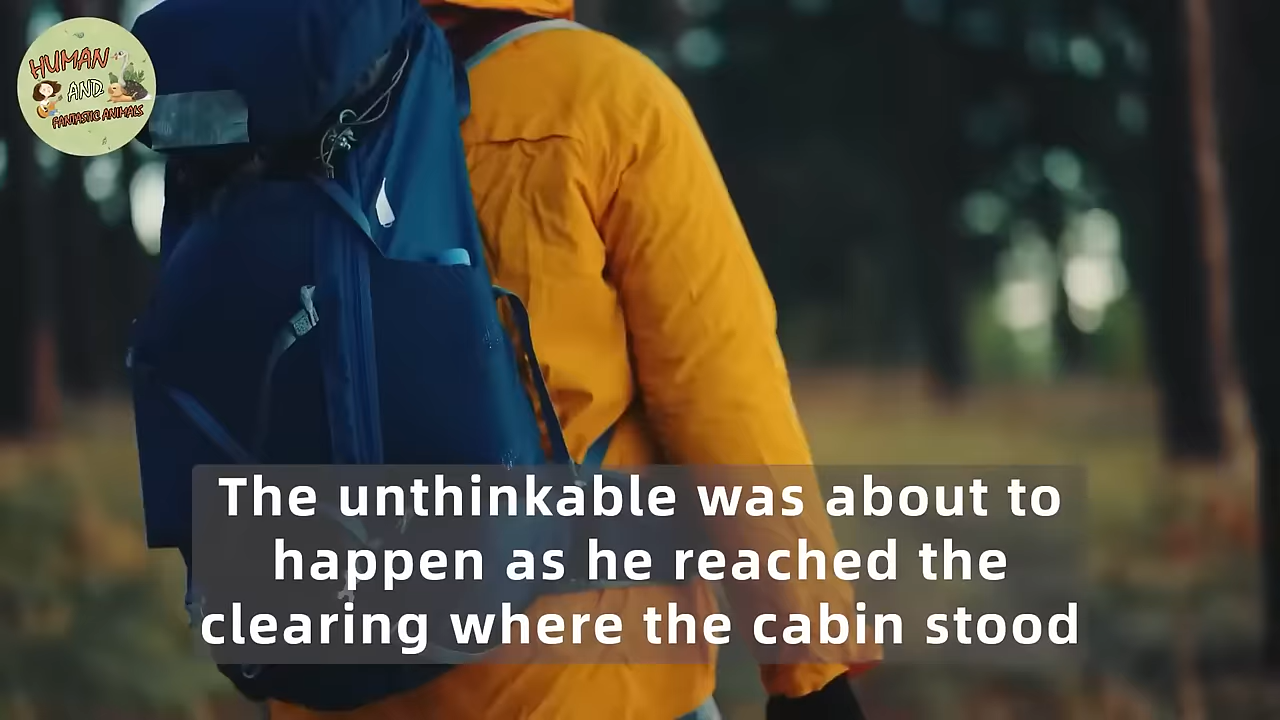 HUMAN
AND
FANTASTIC ANIMALS
The unthinkable was about to
happen as he reached the
clearing where the cabin stood